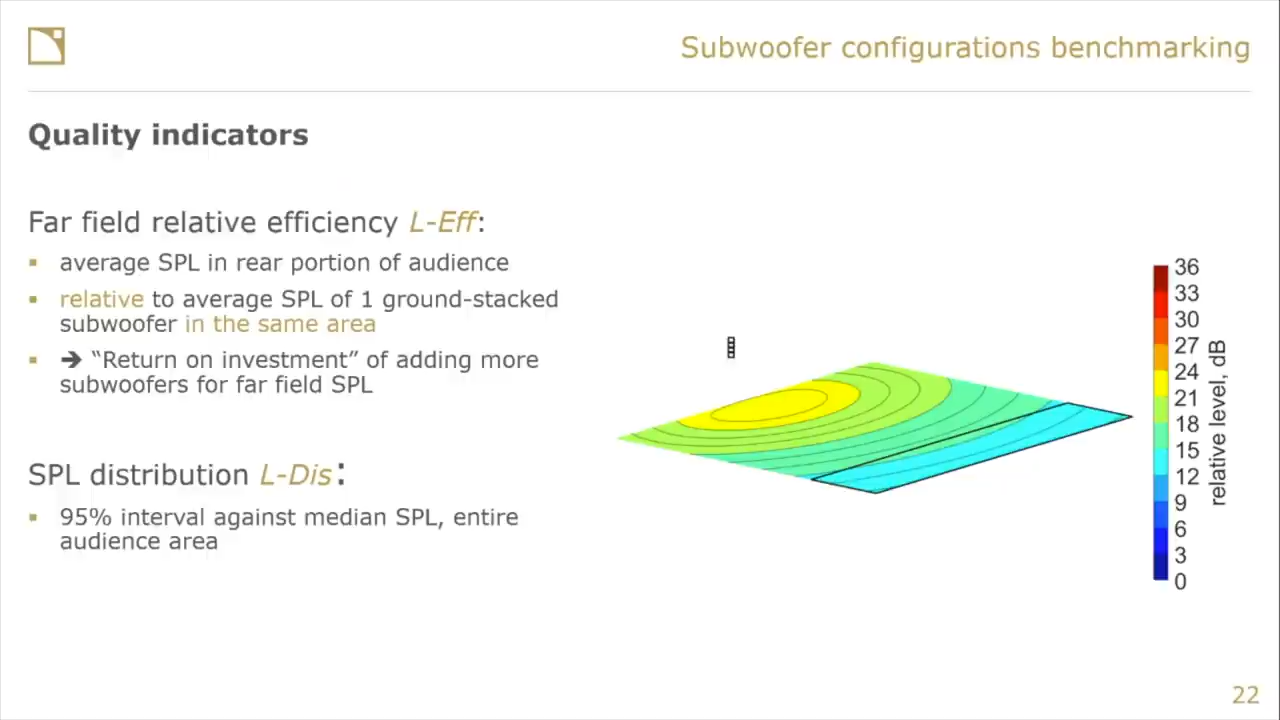 Subwoofer configurations benchmarking
Quality indicators
Far field relative efficiency L-Eff:
▪ average SPL in rear portion of audience
▪ relative to average SPL of 1 ground-stacked
subwoofer in the same area
▪ ➔ “Return on investment” of adding more
subwoofers for far field SPL
SPL distribution L-Dis:
▪ 95% interval against median SPL, entire
audience area
36
33
30
27
24
21
18
15
12
9
6
3
0
relative level, dB
22